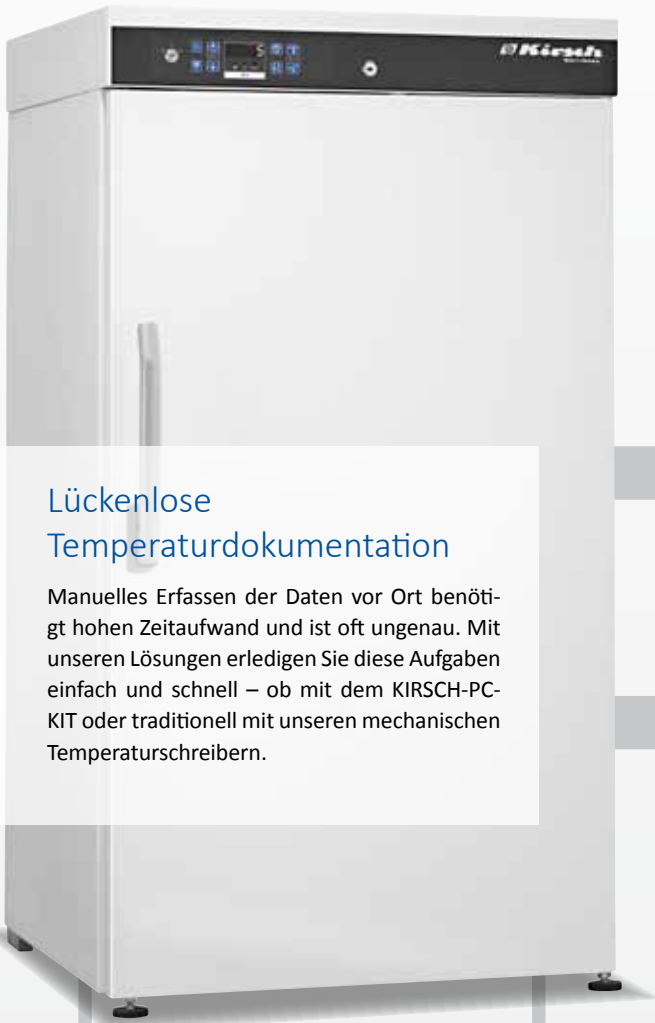 5
Kirsch
Lückenlose
Temperaturdokumentation
Manuelles Erfassen der Daten vor Ort benöti-
gt hohen Zeitaufwand und ist oft ungenau. Mit
unseren Lösungen erledigen Sie diese Aufgaben
einfach und schnell – ob mit dem KIRSCH-PC-
KIT oder traditionell mit unseren mechanischen
Temperaturschreibern.